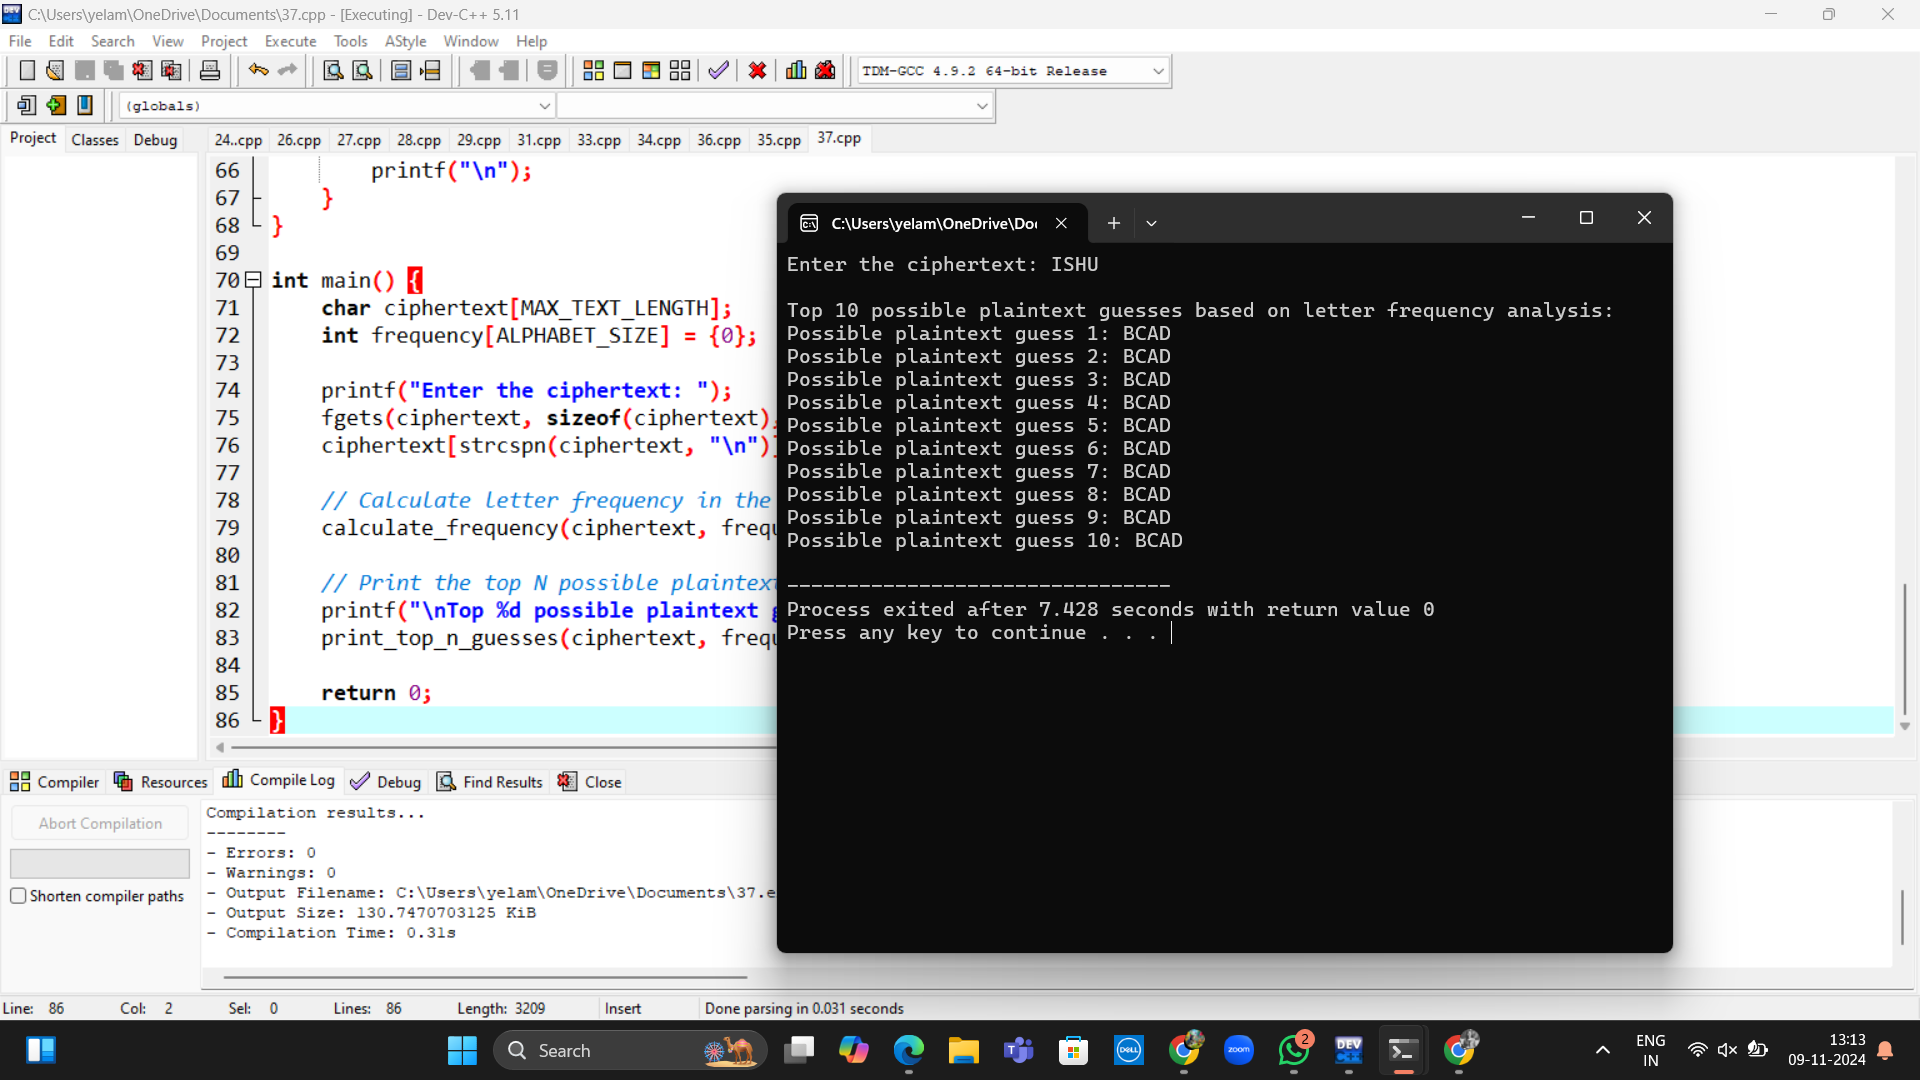 C:\Users\yelam\OneDrive\Documents\37.cpp - [Executing] - Dev-C++ 5.11
File Edit Search View Project Execute Tools AStyle Window Help
TDM-GCC 4.9.2 64-bit Release
(globals)
Project Classes Debug 24..cpp 26.cpp 27.cpp 28.cpp 29.cpp 31.cpp 33.cpp 34.cpp 36.cpp 35.cpp 37.cpp
66 printf("\n");
67 }
68 }
69
70 int main() {
71 char ciphertext[MAX_TEXT_LENGTH];
72 int frequency[ALPHABET_SIZE] = {0};
73
74 printf("Enter the ciphertext: ");
75 fgets(ciphertext, sizeof(ciphertext),
76 ciphertext[strcspn(ciphertext, "\n")]
77
78 // Calculate letter frequency in the
79 calculate_frequency(ciphertext, frequ
80
81 // Print the top N possible plaintext
82 printf("\nTop %d possible plaintext g
83 print_top_n_guesses(ciphertext, frequ
84
85 return 0;
86 }
C:\Users\yelam\OneDrive\Doc
Enter the ciphertext: ISHU
Top 10 possible plaintext guesses based on letter frequency analysis:
Possible plaintext guess 1: BCAD
Possible plaintext guess 2: BCAD
Possible plaintext guess 3: BCAD
Possible plaintext guess 4: BCAD
Possible plaintext guess 5: BCAD
Possible plaintext guess 6: BCAD
Possible plaintext guess 7: BCAD
Possible plaintext guess 8: BCAD
Possible plaintext guess 9: BCAD
Possible plaintext guess 10: BCAD
--------------------------------
Process exited after 7.428 seconds with return value 0
Press any key to continue . . .
Compiler Resources Compile Log Debug Find Results Close
Abort Compilation
Shorten compiler paths
Compilation results...
--------
- Errors: 0
- Warnings: 0
- Output Filename: C:\Users\yelam\OneDrive\Documents\37.e
- Output Size: 130.7470703125 KiB
- Compilation Time: 0.31s
Line: 86 Col: 2 Sel: 0 Lines: 86 Length: 3209 Insert Done parsing in 0.031 seconds
Search
DELL
zoom
2
DEV
C++
ENG
IN
13:13
09-11-2024